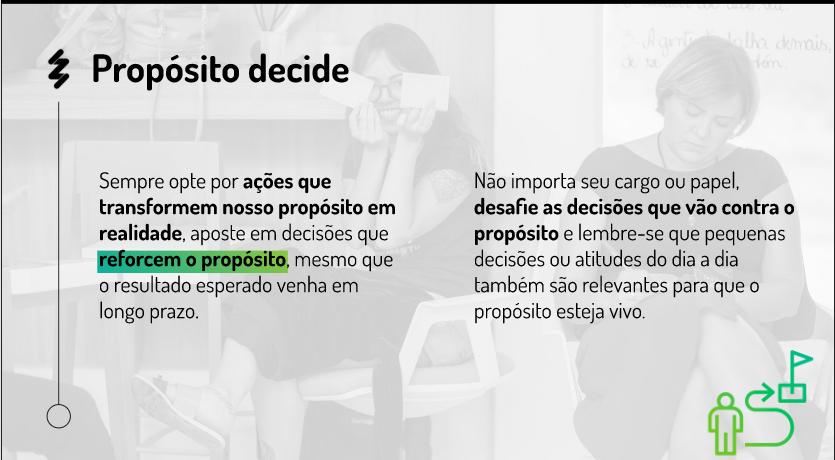 3-A gente
Propósito decide
Sempre opte por ações que
transformem nosso propósito em
realidade, aposte em decisões que
reforcem o propósito, mesmo que
o resultado esperado venha em
longo prazo.
Não importa seu cargo ou papel,
desafie as decisões que vão contra o
propósito e lembre-se que pequenas
decisões ou atitudes do dia a dia
também são relevantes para que o
propósito esteja vivo.